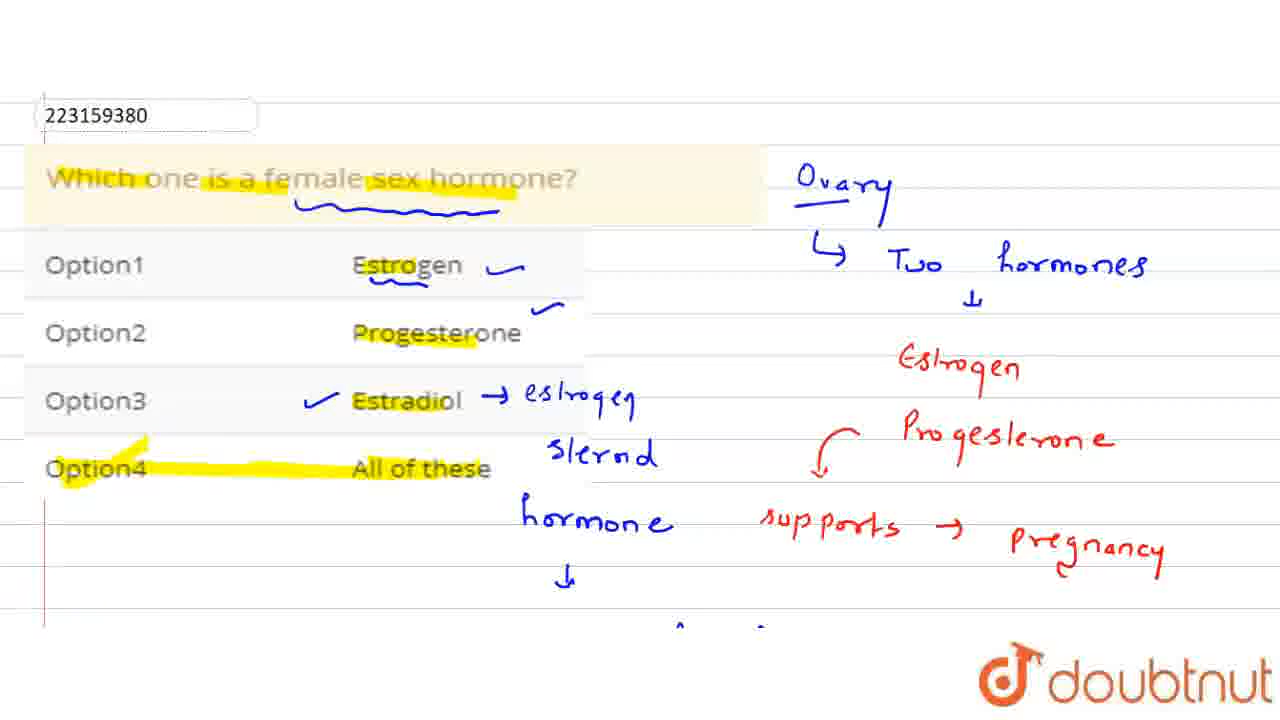 223159380
Which one is a female sex hormone?
Option1 Estrogen
Option2 Progesterone
Option3 Estradiol → estrogen
Option4 All of these
sterod
hormone
↓
Ovary
↳ Two hormones
↓
Estrogen
Progesterone
supports → pregnancy
doubtnut